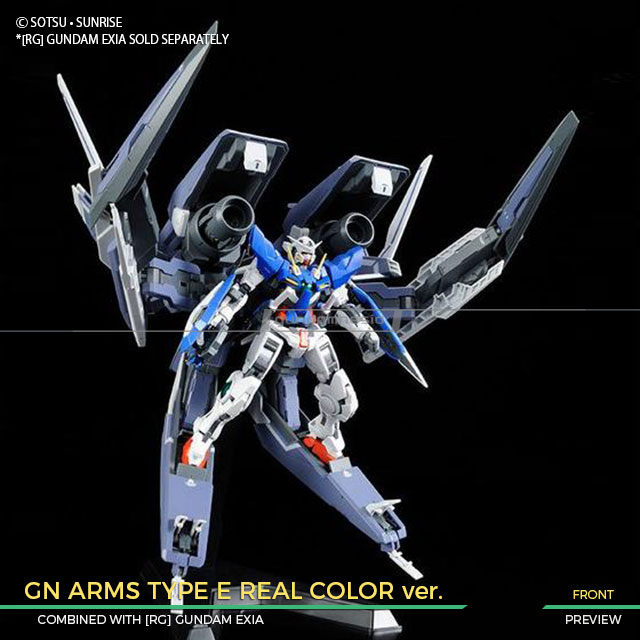 © SOTSU • SUNRISE
*[RG] GUNDAM EXIA SOLD SEPARATELY
GN ARMS TYPE E REAL COLOR ver.
FRONT
COMBINED WITH [RG] GUNDAM EXIA
PREVIEW